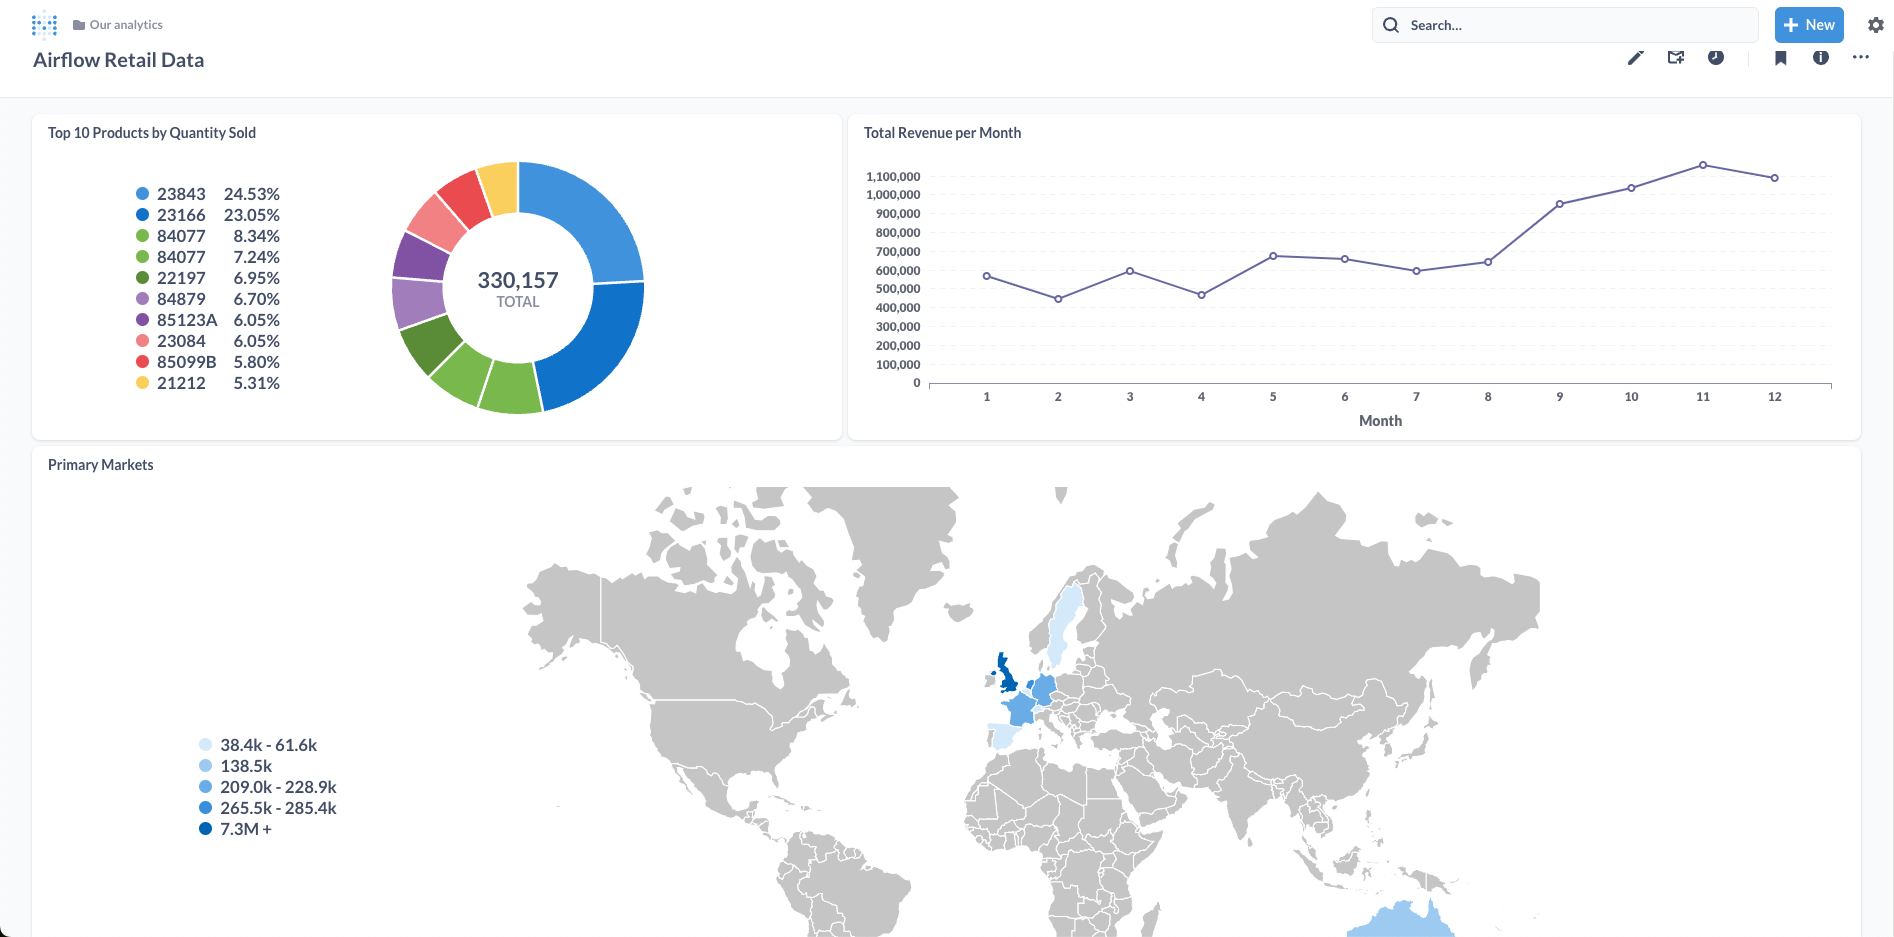 Our analytics
Search...
New
Airflow Retail Data
Top 10 Products by Quantity Sold
23843 24.53%
23166 23.05%
84077 8.34%
84077 7.24%
22197 6.95%
84879 6.70%
85123A 6.05%
23084 6.05%
85099B 5.80%
21212 5.31%
330,157
TOTAL
Total Revenue per Month
1,100,000
1,000,000
900,000
800,000
700,000
600,000
500,000
400,000
300,000
200,000
100,000
0
1 2 3 4 5 6 7 8 9 10 11 12
Month
Primary Markets
38.4k - 61.6k
138.5k
209.0k - 228.9k
265.5k - 285.4k
7.3M +